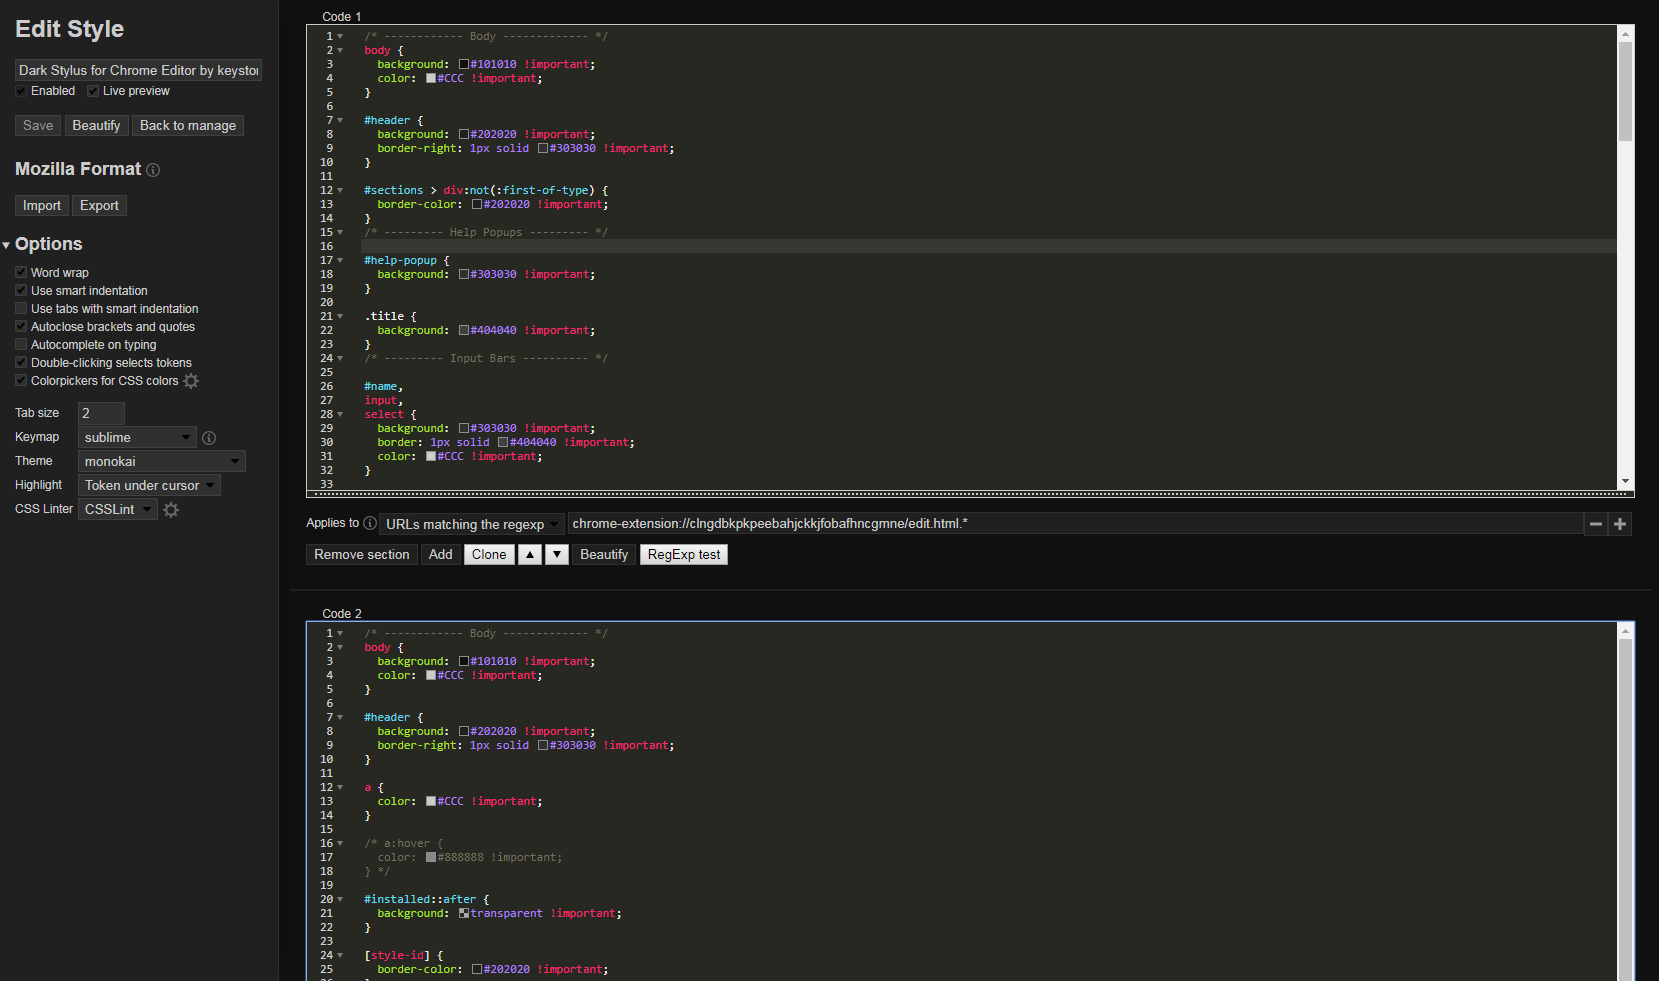 Edit Style
Dark Stylus for Chrome Editor by keysto
Enabled Live preview
Save Beautify Back to manage
Mozilla Format
Import Export
Options
Word wrap
Use smart indentation
Use tabs with smart indentation
Autoclose brackets and quotes
Autocomplete on typing
Double-clicking selects tokens
Colorpickers for CSS colors
Tab size 2
Keymap sublime
Theme monokai
Highlight Token under cursor
CSS Linter CSSLint
Code 1
1 /* ------------ Body ------------- */
2 body {
3 background: #101010 !important;
4 color: #CCC !important;
5 }
6
7 #header {
8 background: #202020 !important;
9 border-right: 1px solid #303030 !important;
10 }
11
12 #sections > div:not(:first-of-type) {
13 border-color: #202020 !important;
14 }
15 /* --------- Help Popups --------- */
16
17 #help-popup {
18 background: #303030 !important;
19 }
20
21 .title {
22 background: #404040 !important;
23 }
24 /* --------- Input Bars ---------- */
25
26 #name,
27 input,
28 select {
29 background: #303030 !important;
30 border: 1px solid #404040 !important;
31 color: #CCC !important;
32 }
33
Applies to URLs matching the regexp chrome-extension://clngdbkpkpeebahjckkjfobafhncgmne/edit.html.*
Remove section Add Clone ▲ ▼ Beautify RegExp test
Code 2
1 /* ------------ Body ------------- */
2 body {
3 background: #101010 !important;
4 color: #CCC !important;
5 }
6
7 #header {
8 background: #202020 !important;
9 border-right: 1px solid #303030 !important;
10 }
11
12 a {
13 color: #CCC !important;
14 }
15
16 /* a:hover {
17 color: #888888 !important;
18 } */
19
20 #installed::after {
21 background: transparent !important;
22 }
23
24 [style-id] {
25 border-color: #202020 !important;